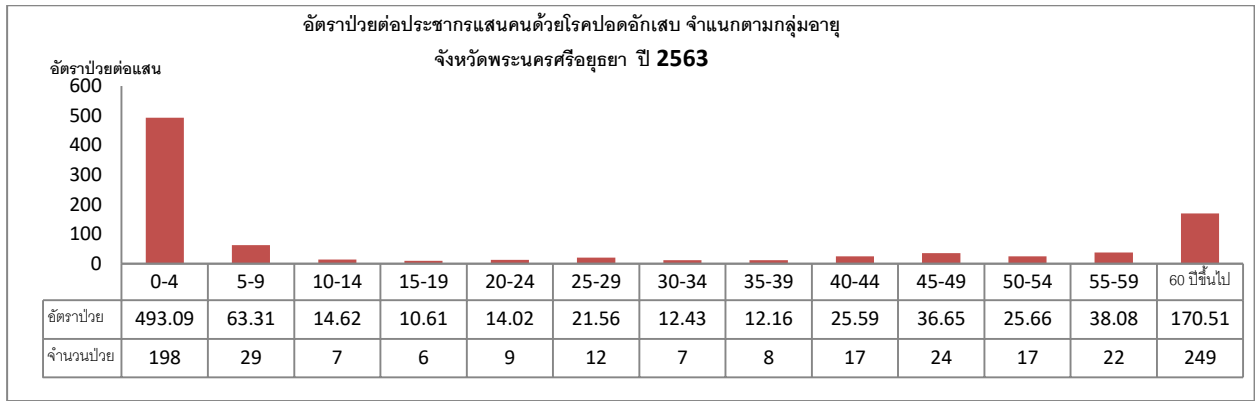 อัตราป่วยต่อประชากรแสนคนด้วยโรคปอดอักเสบ จำแนกตามกลุ่มอายุ
จังหวัดพระนครศรีอยุธยา ปี 2563
อัตราป่วยต่อแสน
600
500
400
300
200
100
0
0-4 5-9 10-14 15-19 20-24 25-29 30-34 35-39 40-44 45-49 50-54 55-59 60 ปีขึ้นไป
อัตราป่วย 493.09 63.31 14.62 10.61 14.02 21.56 12.43 12.16 25.59 36.65 25.66 38.08 170.51
จำนวนป่วย 198 29 7 6 9 12 7 8 17 24 17 22 249